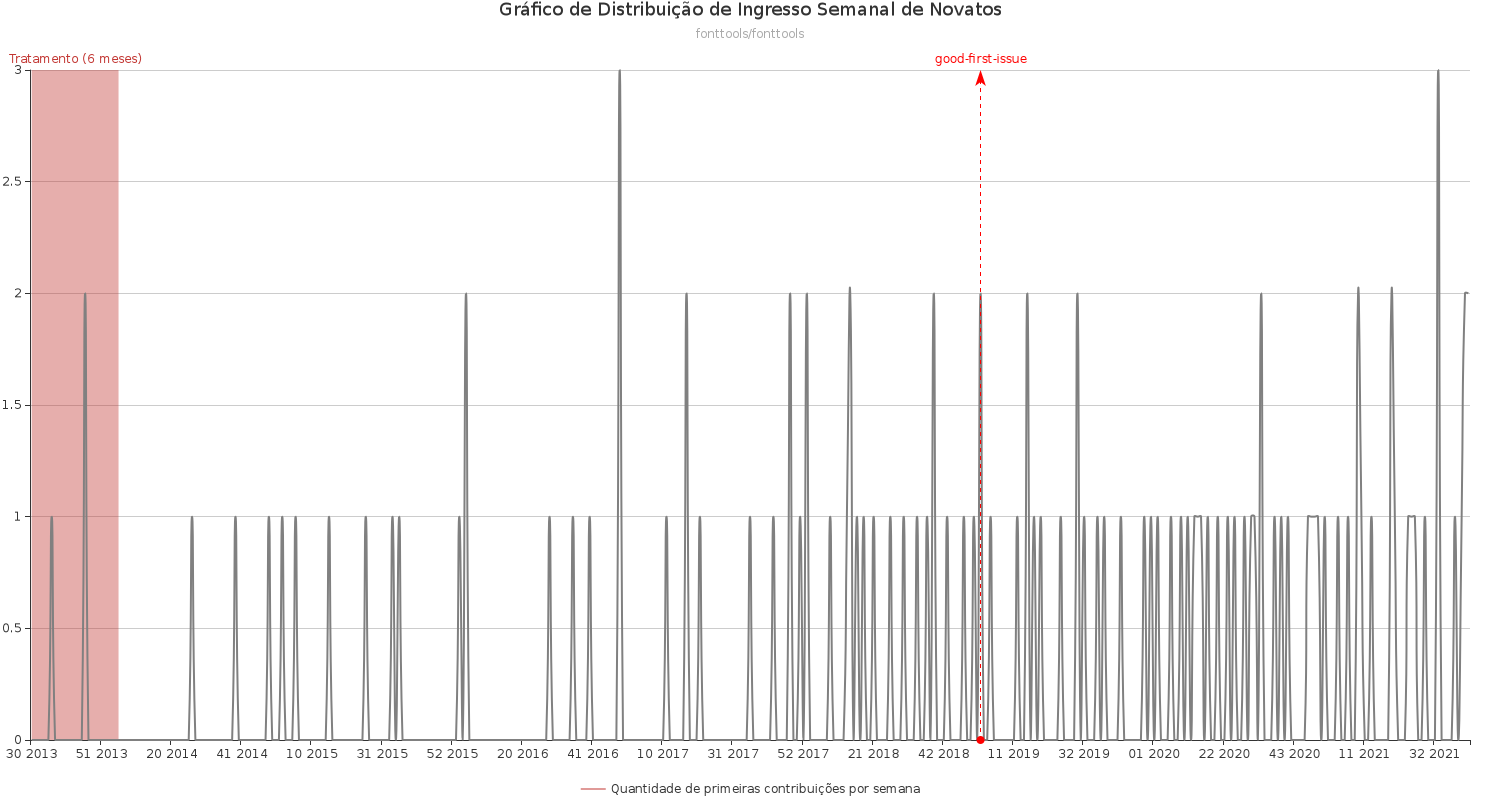 Gráfico de Distribuição de Ingresso Semanal de Novatos
fonttools/fonttools
Tratamento (6 meses)
good-first-issue
3
2.5
2
1.5
1
0.5
0
30 2013 51 2013 20 2014 41 2014 10 2015 31 2015 52 2015 20 2016 41 2016 10 2017 31 2017 52 2017 21 2018 42 2018 11 2019 32 2019 01 2020 22 2020 43 2020 11 2021 32 2021
Quantidade de primeiras contribuições por semana